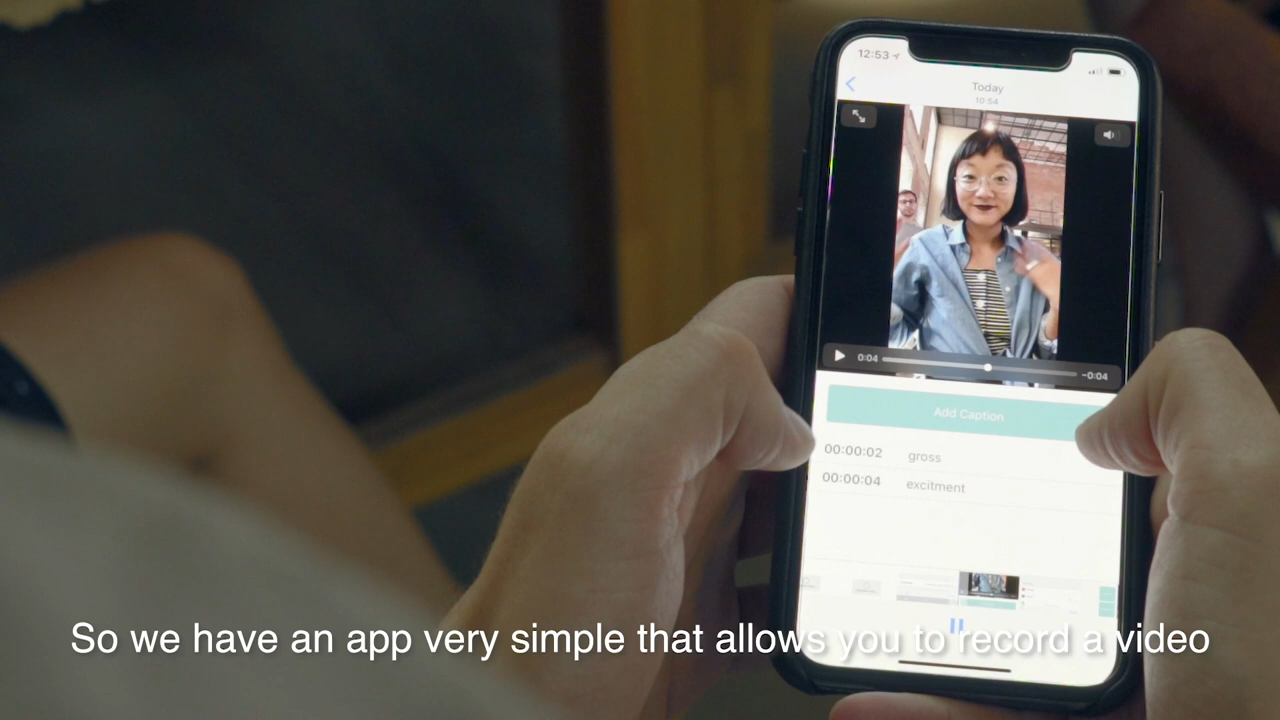 12:53
Today
10:54
0:04
-0:04
Add Caption
00:00:02 gross
00:00:04 excitment
So we have an app very simple that allows you to record a video